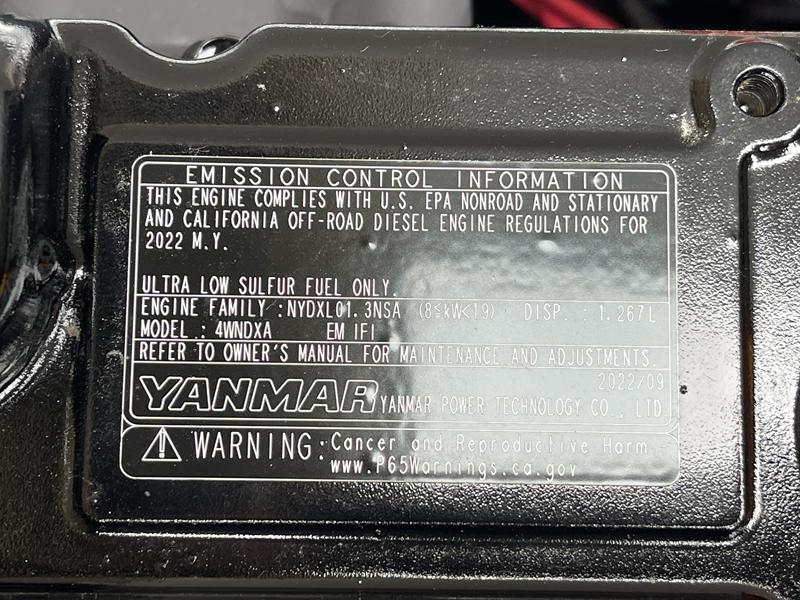 EMISSION CONTROL INFORMATION
THIS ENGINE COMPLIES WITH U.S. EPA NONROAD AND STATIONARY
AND CALIFORNIA OFF-ROAD DIESEL ENGINE REGULATIONS FOR
2022 M.Y.
ULTRA LOW SULFUR FUEL ONLY.
ENGINE FAMILY :NYDXL01.3NSA (8≤kW<19) DISP. : 1.267L
MODEL.: 4WNDXA EM IFI
REFER TO OWNER'S MANUAL FOR MAINTENANCE AND ADJUSTMENTS.
2022/09
YANMAR YANMAR POWER TECHNOLOGY CO., LTD.
WARNING: Cancer and Reproductive Harm -
www.P65Warnings.ca.gov